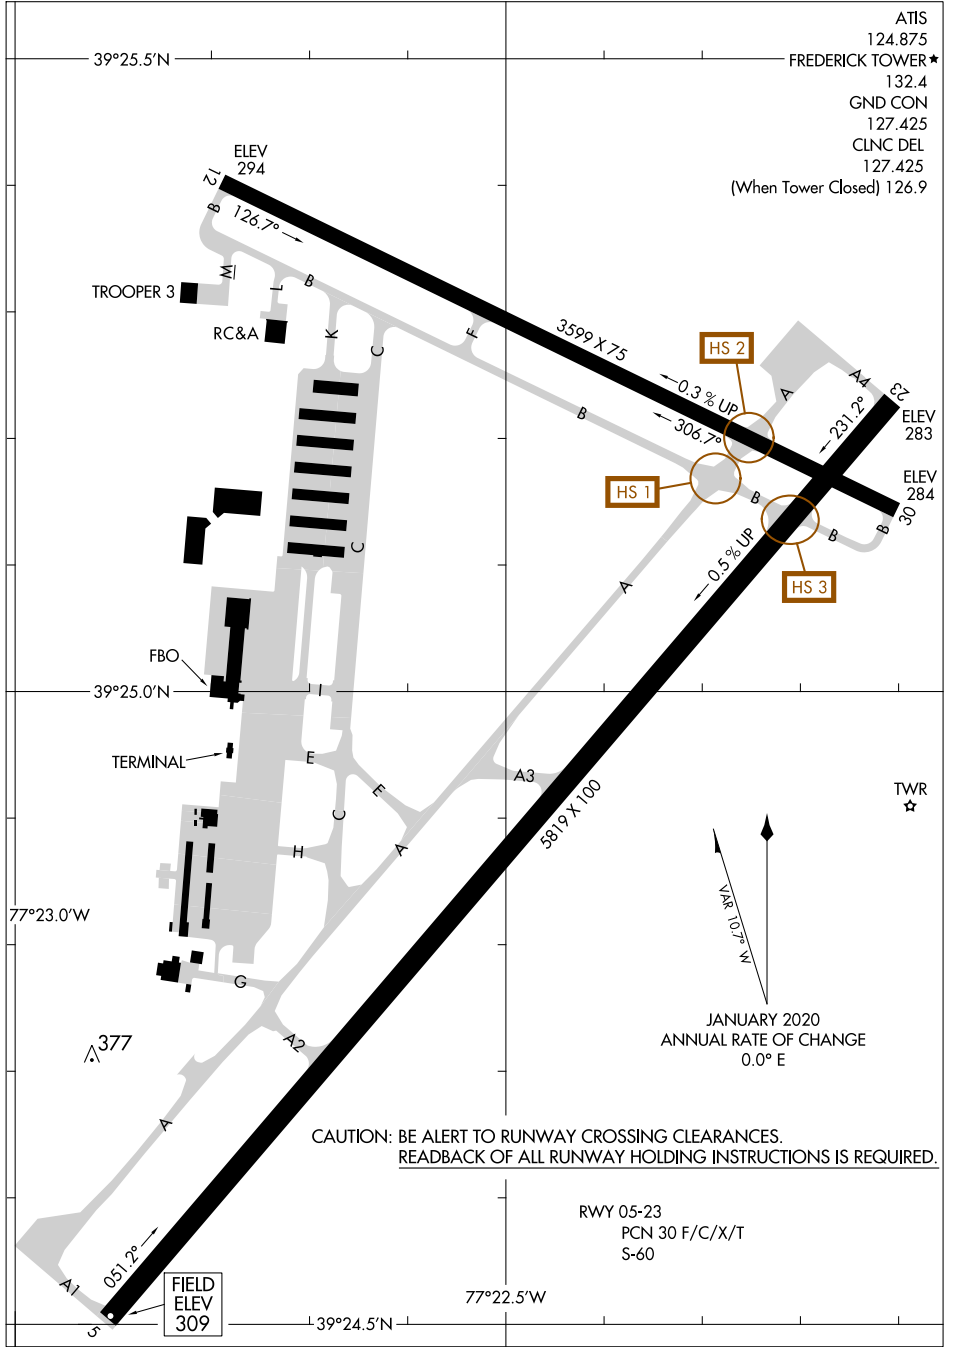 ATIS
124.875
FREDERICK TOWER★
132.4
GND CON
127.425
CLNC DEL
127.425
(When Tower Closed) 126.9
39°25.5'N
ELEV
294
12
B
126.7°
M
L
B
TROOPER 3
RC&A
K
C
F
3599 X 75
HS 2
A
A4
23
0.3 % UP
231.2°
ELEV
283
B
306.7°
ELEV
284
HS 1
B
30
B
B
C
0.5 % UP
HS 3
A
FBO
39°25.0'N
I
TERMINAL
E
A3
E
TWR
C
5819 X 100
H
A
VAR 10.7° W
77°23.0'W
G
JANUARY 2020
ANNUAL RATE OF CHANGE
0.0° E
377
A2
A
CAUTION: BE ALERT TO RUNWAY CROSSING CLEARANCES.
READBACK OF ALL RUNWAY HOLDING INSTRUCTIONS IS REQUIRED.
RWY 05-23
PCN 30 F/C/X/T
S-60
051.2°
A1
FIELD
ELEV
309
77°22.5'W
5
39°24.5'N